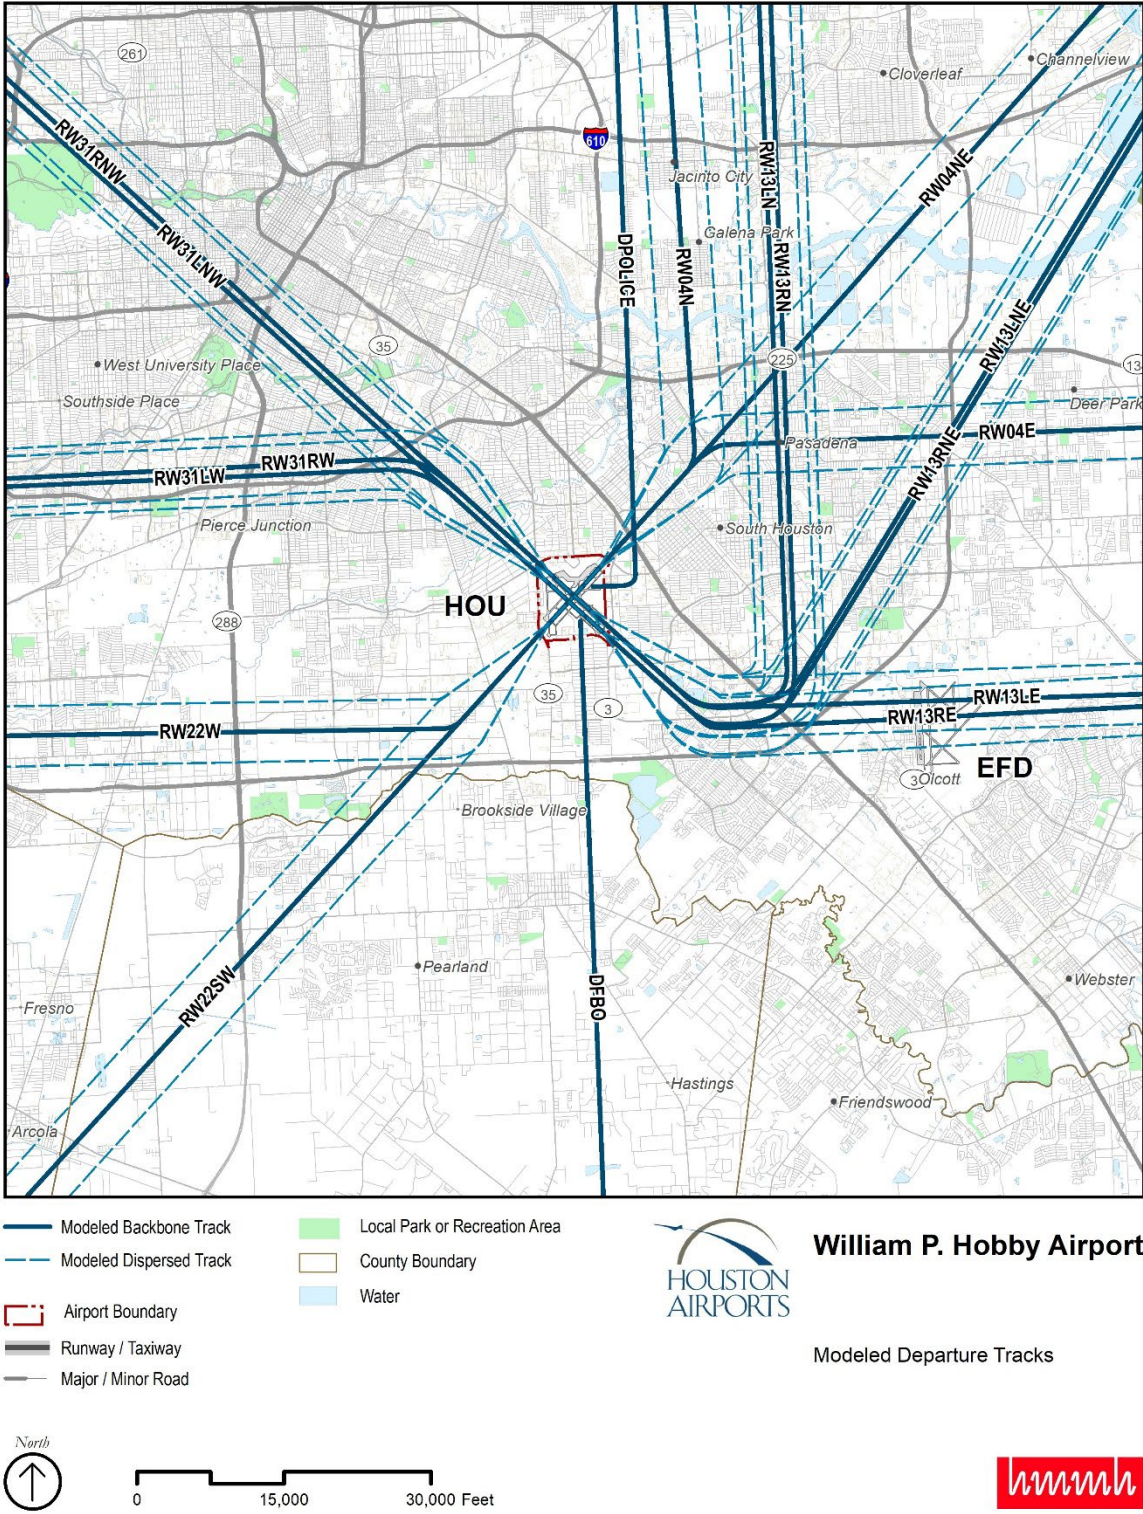 261
Channelview
Cloverleaf
610
RW31RNW
RW13LN
Jacinto City
RW04NE
RW31LNW
Galena Park
DPOLICE
RW04N
RW13RN
RW13LNE
35
225
West University Place
13
Southside Place
Deer Park
RW04E
RW31RW
Pasadena
RW31LW
RW13RNE
Pierce Junction
South Houston
HOU
288
35
3
RW13LE
RW13RE
RW22W
EFD
3
Olcott
Brookside Village
Pearland
RW22SW
DFBO
Webster
Fresno
Hastings
Friendswood
Arcola
Modeled Backbone Track
Modeled Dispersed Track
Airport Boundary
Runway / Taxiway
Major / Minor Road
Local Park or Recreation Area
County Boundary
Water
HOUSTON
AIRPORTS
William P. Hobby Airport
Modeled Departure Tracks
North
0 15,000 30,000 Feet
hmmh